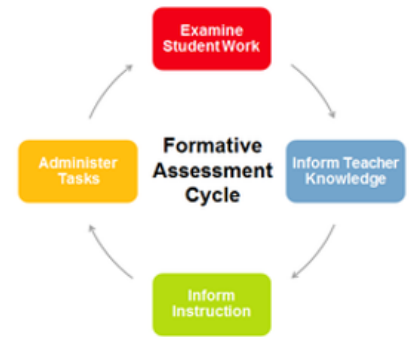 Examine
Student Work
Formative
Assessment
Cycle
Administer
Tasks
Inform Teacher
Knowledge
Inform
Instruction